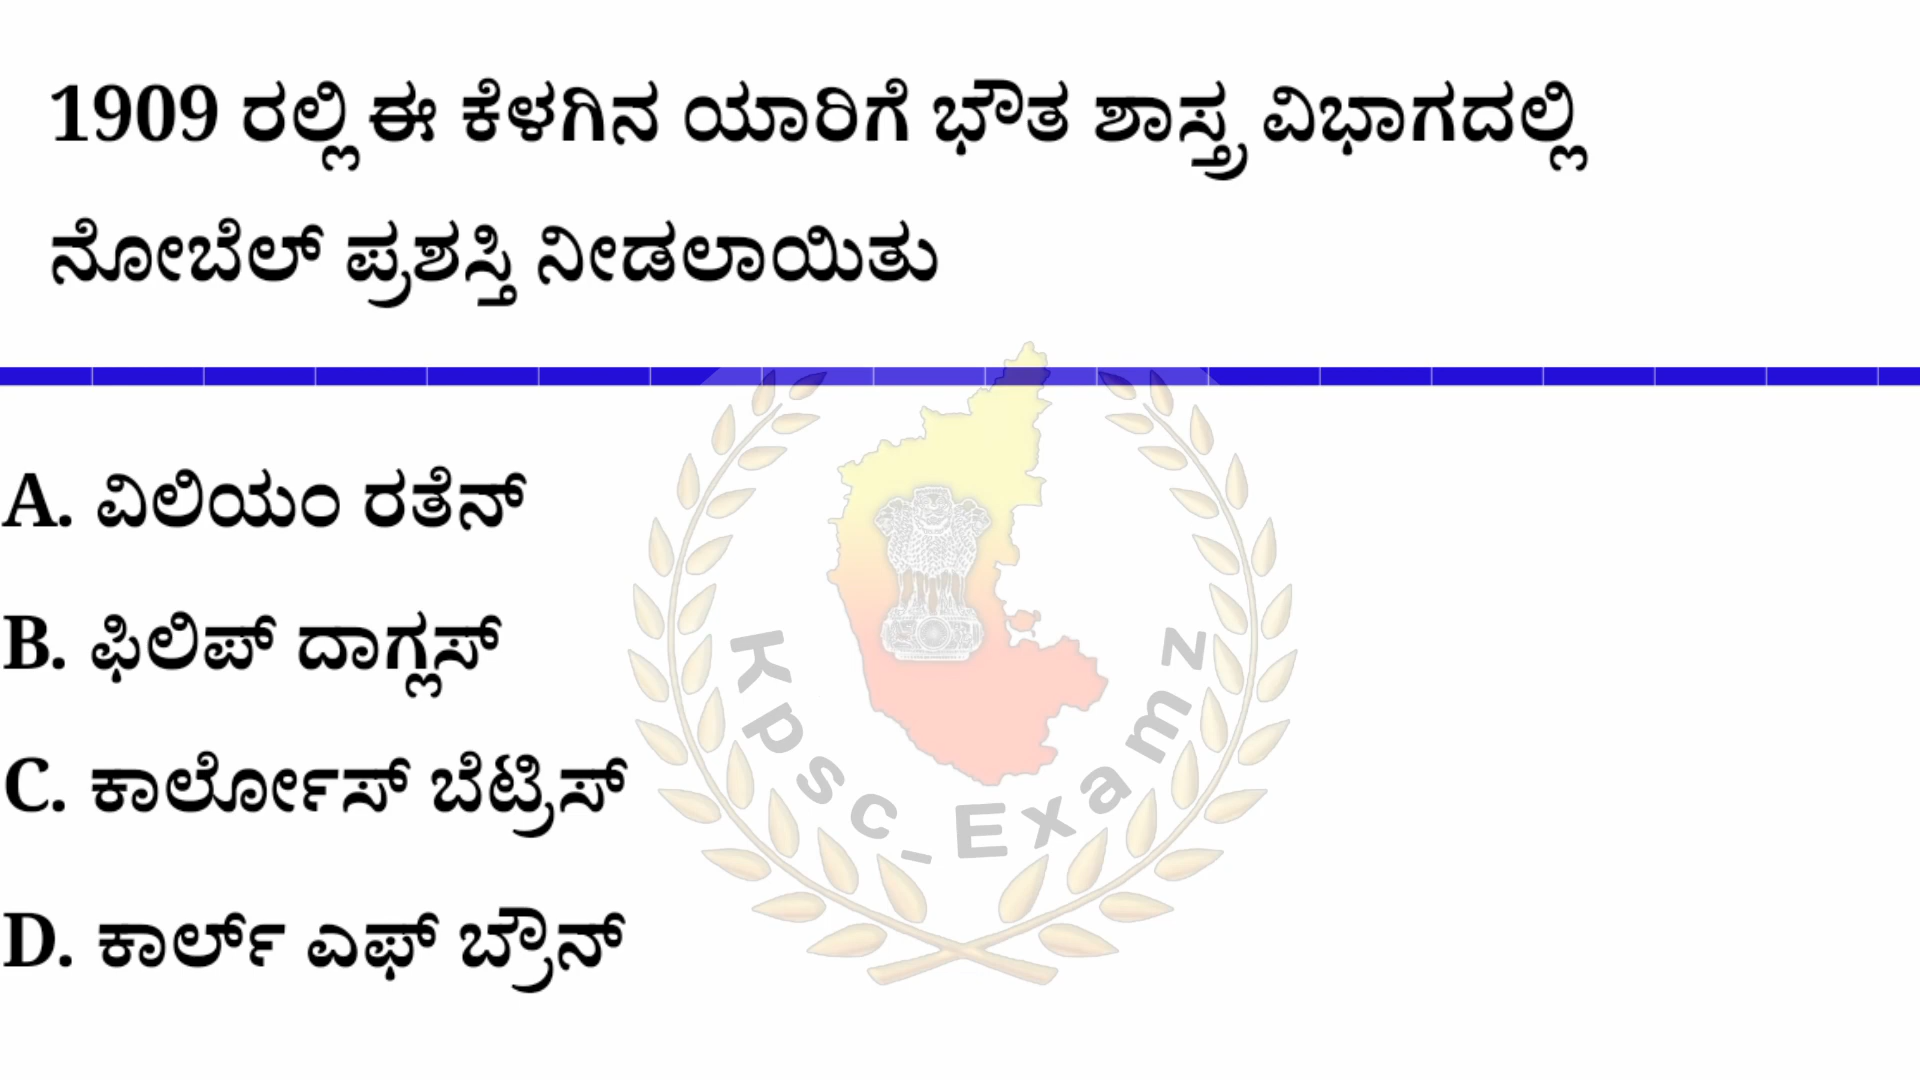 1909 ರಲ್ಲಿ ಈ ಕೆಳಗಿನ ಯಾರಿಗೆ ಭೌತ ಶಾಸ್ತ್ರ ವಿಭಾಗದಲ್ಲಿ
ನೋಬೆಲ್ ಪ್ರಶಸ್ತಿ ನೀಡಲಾಯಿತು
A. ವಿಲಿಯಂ ರತೆನ್
B. ಫಿಲಿಪ್ ದಾಗ್ಲಸ್
C. ಕಾರ್ಲೋಸ್ ಬೆಟ್ರಿಸ್
D. ಕಾರ್ಲ್ ಎಫ್ ಬ್ರೌನ್
Kpsc_Examz